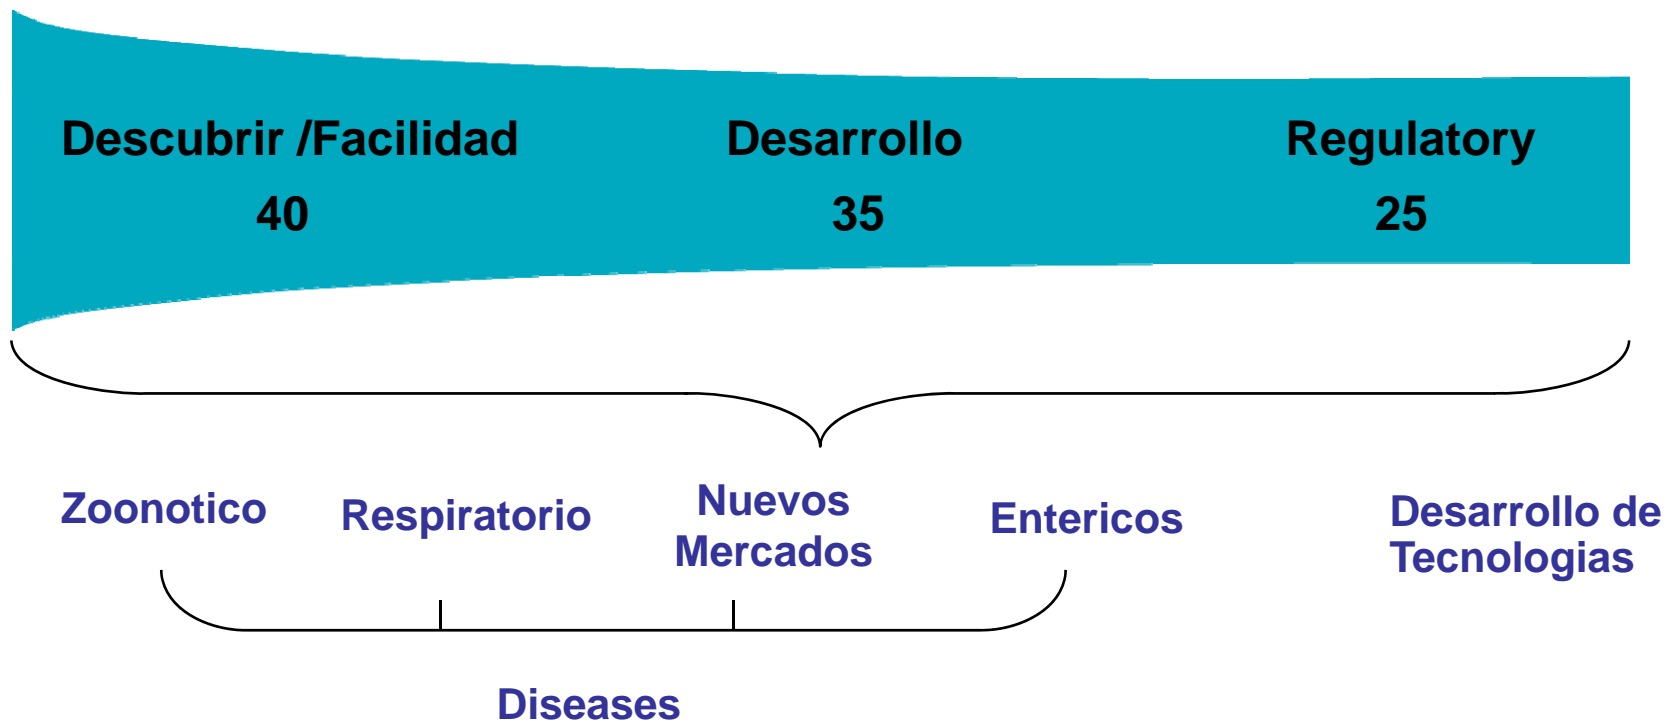 Descubrir /Facilidad
Desarrollo
Regulatory
40
35
25
Zoonotico
Respiratorio
Nuevos
Mercados
Entericos
Desarrollo de
Tecnologias
Diseases